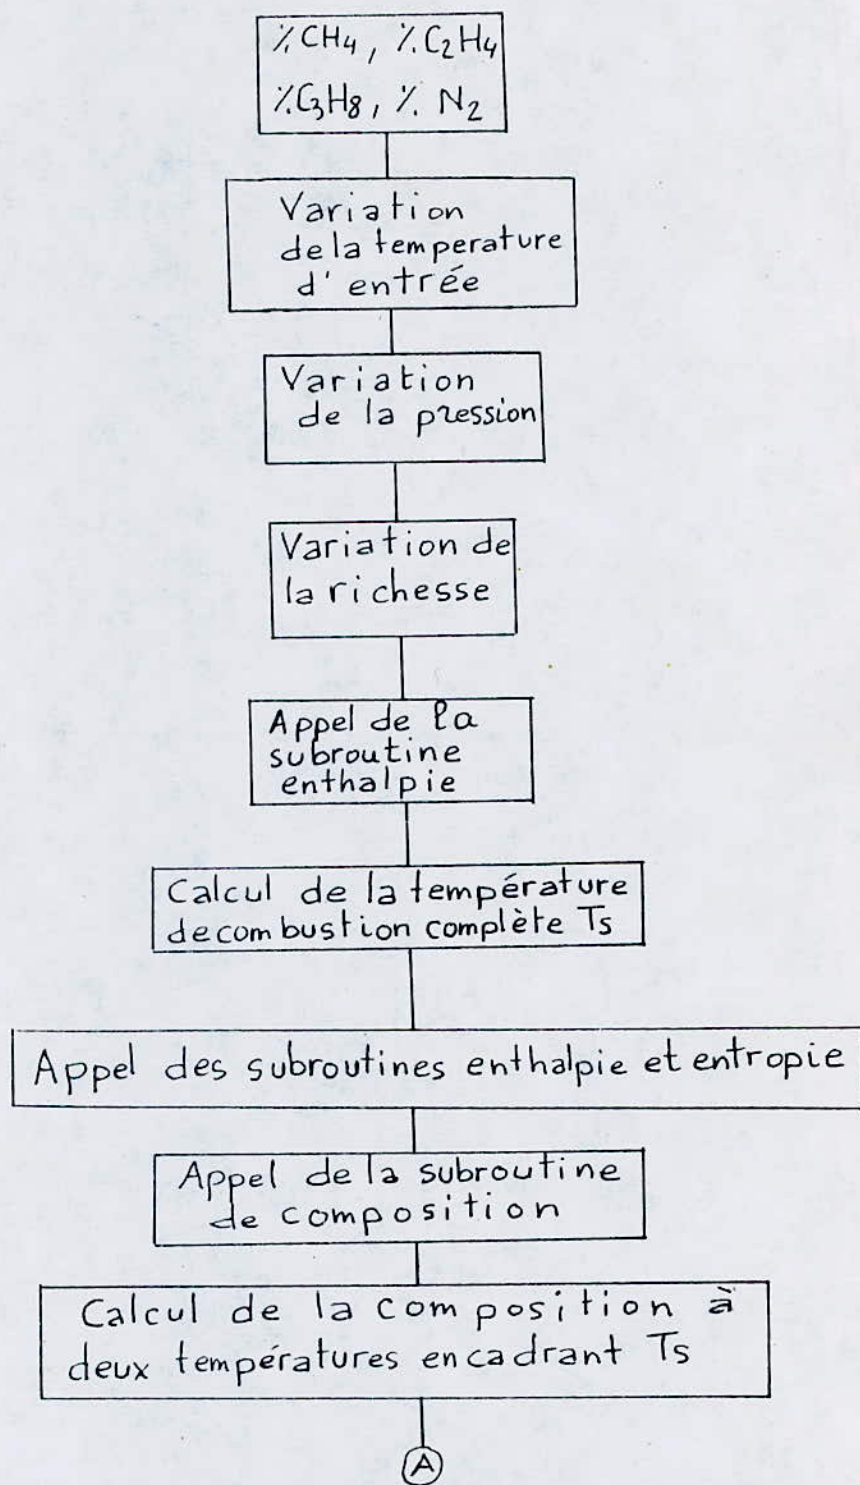 %CH4, %C2H4
%C3H8, % N2
Variation
de la temperature
d'entrée
Variation
de la pression
Variation de
la richesse
Appel de la
subroutine
enthalpie
Calcul de la température
de combustion complète Ts
Appel des subroutines enthalpie et entropie
Appel de la subroutine
de composition
Calcul de la composition à
deux températures encadrant Ts
A